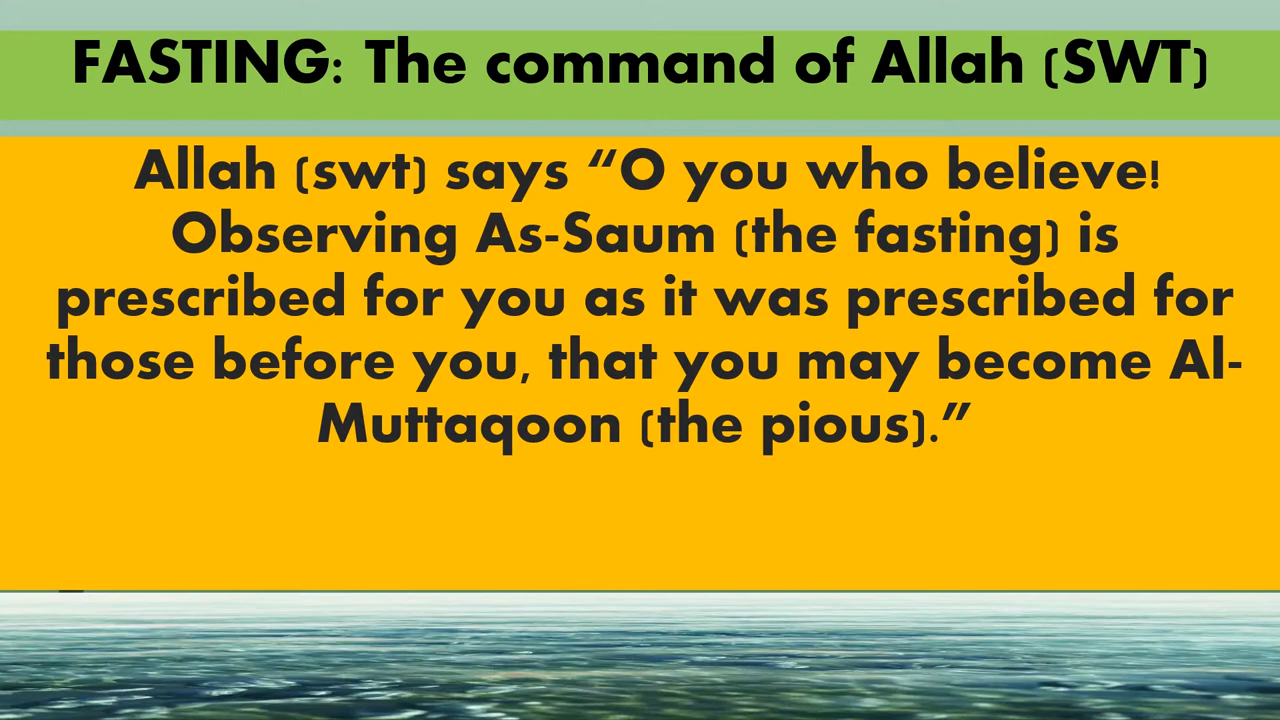 FASTING: The command of Allah (SWT)
Allah (swt) says “O you who believe!
Observing As-Saum (the fasting) is
prescribed for you as it was prescribed for
those before you, that you may become Al-
Muttaqoon (the pious).”